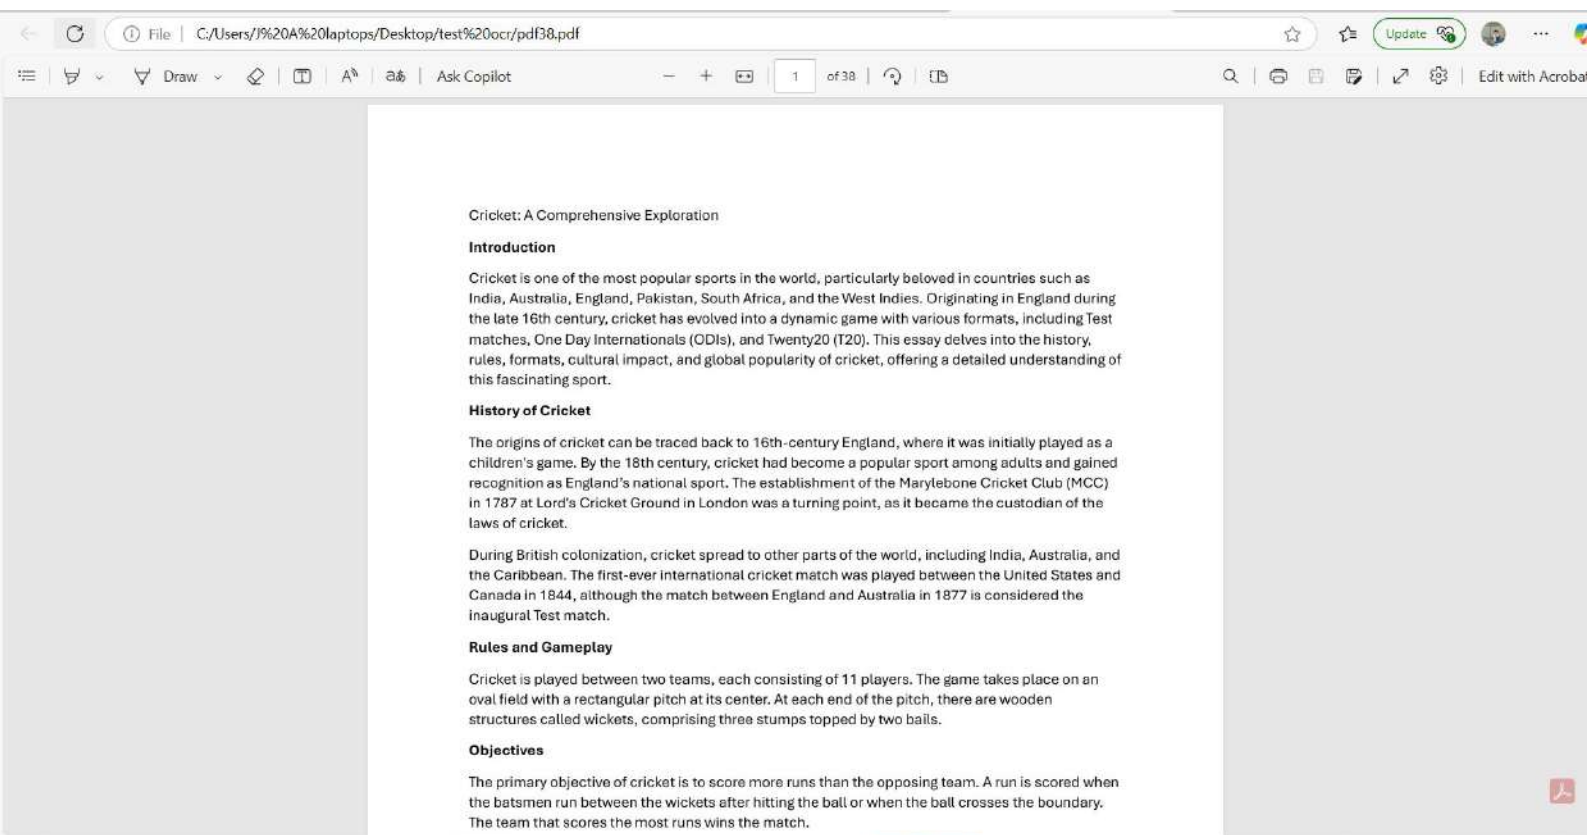 File C:/Users/J%20A%20laptops/Desktop/test%20ocr/pdf38.pdf Update
Draw aあ Ask Copilot 1 of 38 Edit with Acrobat
Cricket: A Comprehensive Exploration
Introduction
Cricket is one of the most popular sports in the world, particularly beloved in countries such as
India, Australia, England, Pakistan, South Africa, and the West Indies. Originating in England during
the late 16th century, cricket has evolved into a dynamic game with various formats, including Test
matches, One Day Internationals (ODIs), and Twenty20 (T20). This essay delves into the history,
rules, formats, cultural impact, and global popularity of cricket, offering a detailed understanding of
this fascinating sport.
History of Cricket
The origins of cricket can be traced back to 16th-century England, where it was initially played as a
children's game. By the 18th century, cricket had become a popular sport among adults and gained
recognition as England's national sport. The establishment of the Marylebone Cricket Club (MCC)
in 1787 at Lord's Cricket Ground in London was a turning point, as it became the custodian of the
laws of cricket.
During British colonization, cricket spread to other parts of the world, including India, Australia, and
the Caribbean. The first-ever international cricket match was played between the United States and
Canada in 1844, although the match between England and Australia in 1877 is considered the
inaugural Test match.
Rules and Gameplay
Cricket is played between two teams, each consisting of 11 players. The game takes place on an
oval field with a rectangular pitch at its center. At each end of the pitch, there are wooden
structures called wickets, comprising three stumps topped by two bails.
Objectives
The primary objective of cricket is to score more runs than the opposing team. A run is scored when
the batsmen run between the wickets after hitting the ball or when the ball crosses the boundary.
The team that scores the most runs wins the match.